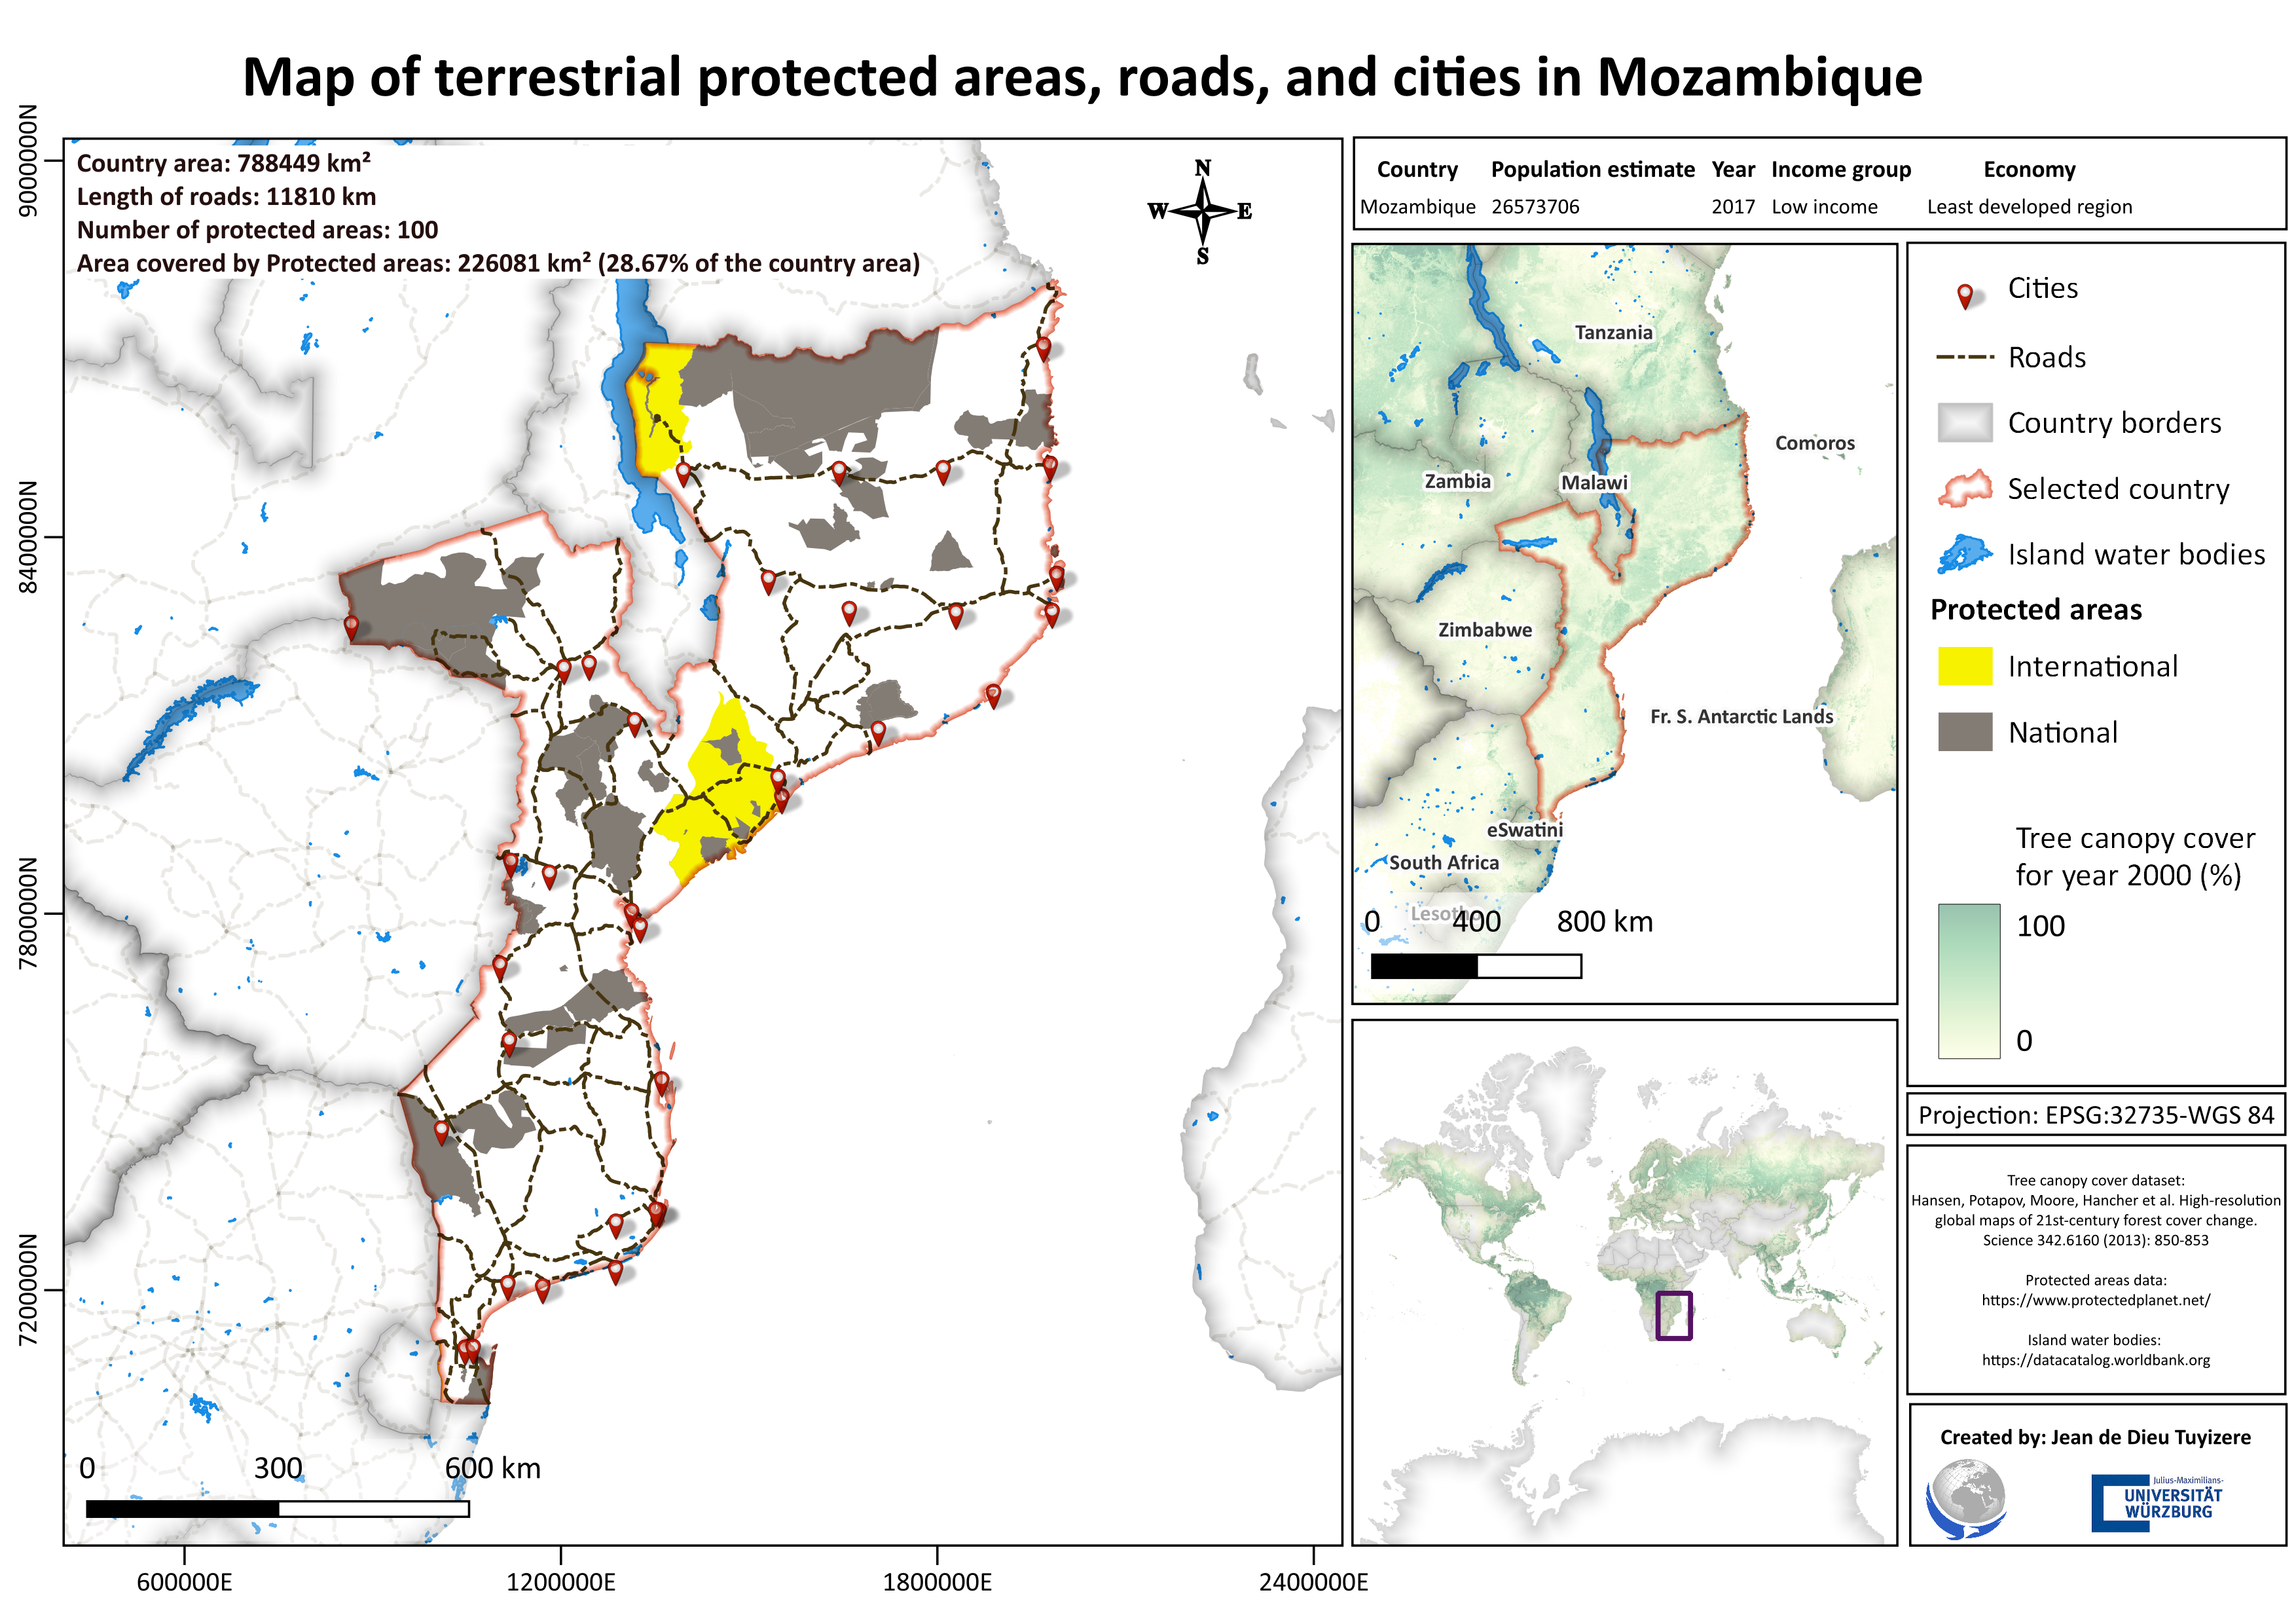 Map of terrestrial protected areas, roads, and cities in Mozambique
Country area: 788449 km²
Length of roads: 11810 km
Number of protected areas: 100
Area covered by Protected areas: 226081 km² (28.67% of the country area)
N
W E
S
9000000N
8400000N
7800000N
7200000N
600000E 1200000E 1800000E 2400000E
0 300 600 km
Country Population estimate Year Income group Economy
Mozambique 26573706 2017 Low income Least developed region
Tanzania
Comoros
Zambia
Malawi
Zimbabwe
Fr. S. Antarctic Lands
eSwatini
South Africa
Lesotho
0 400 800 km
Cities
Roads
Country borders
Selected country
Island water bodies
Protected areas
International
National
Tree canopy cover
for year 2000 (%)
100
0
Projection: EPSG:32735-WGS 84
Tree canopy cover dataset:
Hansen, Potapov, Moore, Hancher et al. High-resolution
global maps of 21st-century forest cover change.
Science 342.6160 (2013): 850-853
Protected areas data:
https://www.protectedplanet.net/
Island water bodies:
https://datacatalog.worldbank.org
Created by: Jean de Dieu Tuyizere
Julius-Maximilians-
UNIVERSITÄT
WÜRZBURG